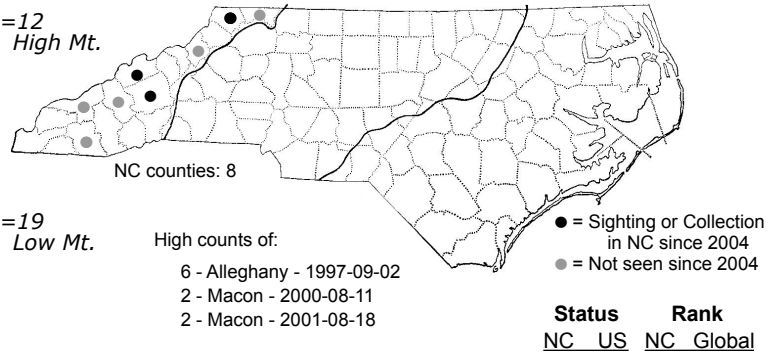 =12
High Mt.
NC counties: 8
=19
Low Mt.
High counts of:
6 - Alleghany - 1997-09-02
2 - Macon - 2000-08-11
2 - Macon - 2001-08-18
= Sighting or Collection
in NC since 2004
= Not seen since 2004
Status Rank
NC US NC Global